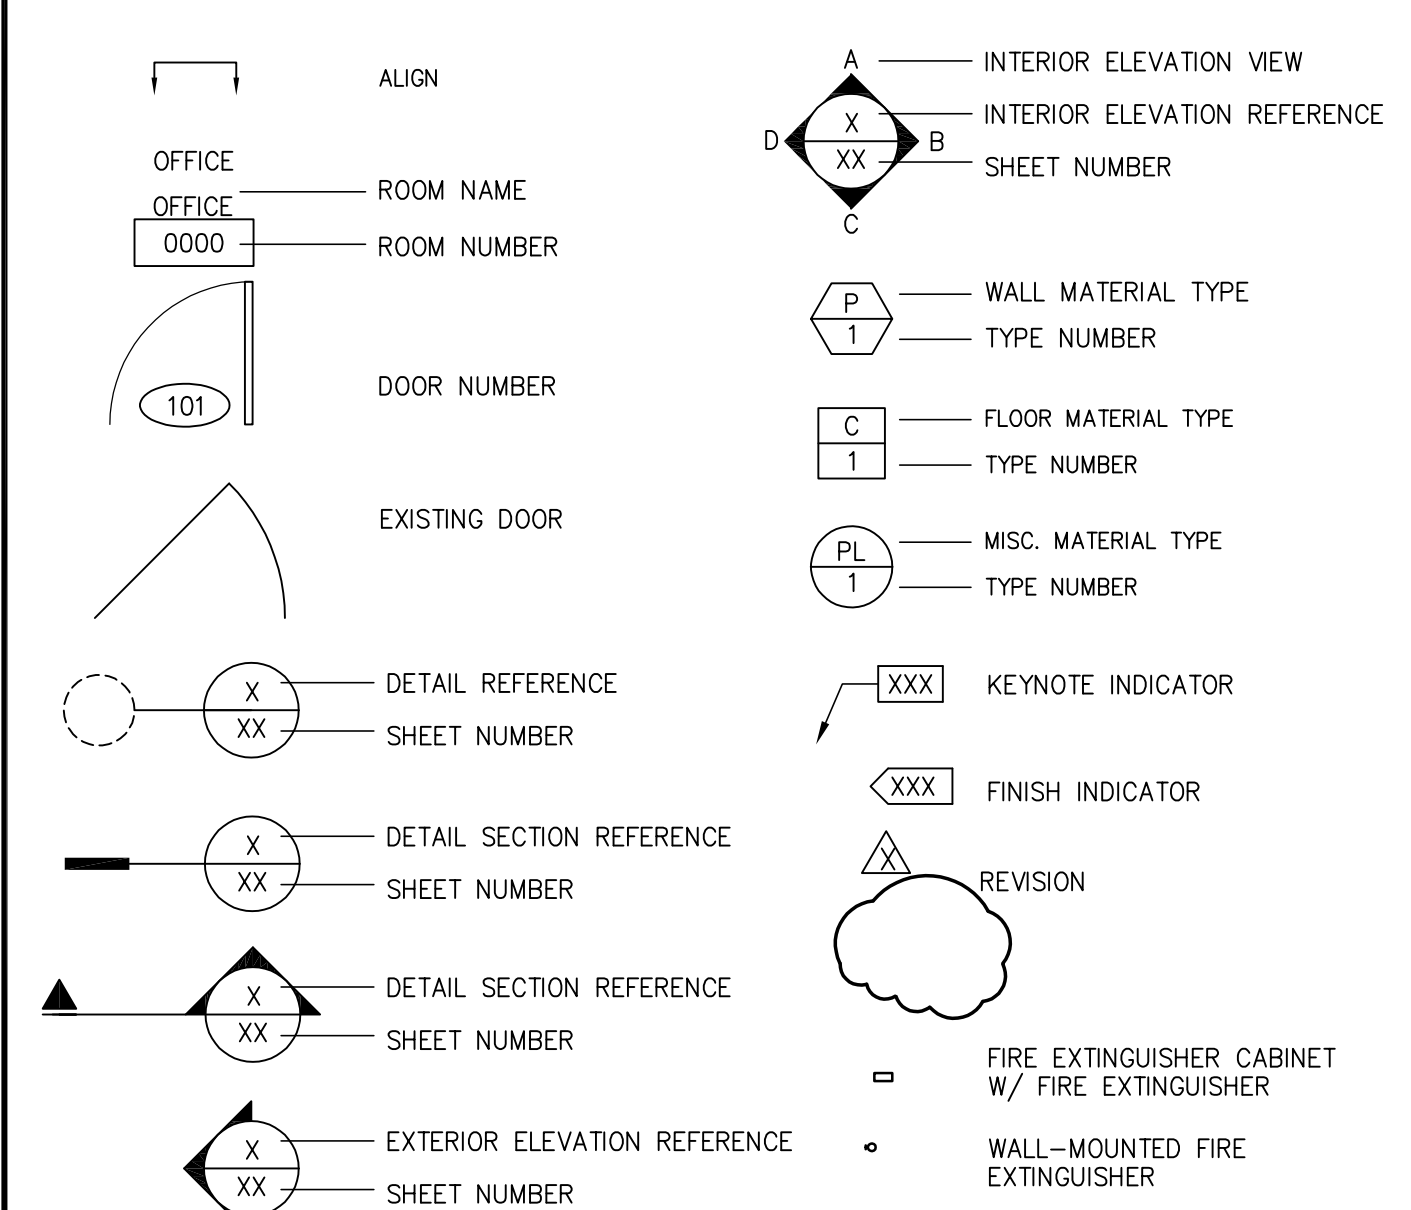 ALIGN
OFFICE
OFFICE
ROOM NAME
0000
ROOM NUMBER
101
DOOR NUMBER
EXISTING DOOR
X
DETAIL REFERENCE
XX
SHEET NUMBER
X
DETAIL SECTION REFERENCE
XX
SHEET NUMBER
X
DETAIL SECTION REFERENCE
XX
SHEET NUMBER
X
EXTERIOR ELEVATION REFERENCE
XX
SHEET NUMBER
A
INTERIOR ELEVATION VIEW
X
INTERIOR ELEVATION REFERENCE
D
B
XX
SHEET NUMBER
C
P
WALL MATERIAL TYPE
1
TYPE NUMBER
C
FLOOR MATERIAL TYPE
1
TYPE NUMBER
PL
MISC. MATERIAL TYPE
1
TYPE NUMBER
XXX
KEYNOTE INDICATOR
XXX
FINISH INDICATOR
X
REVISION
FIRE EXTINGUISHER CABINET
W/ FIRE EXTINGUISHER
WALL-MOUNTED FIRE
EXTINGUISHER